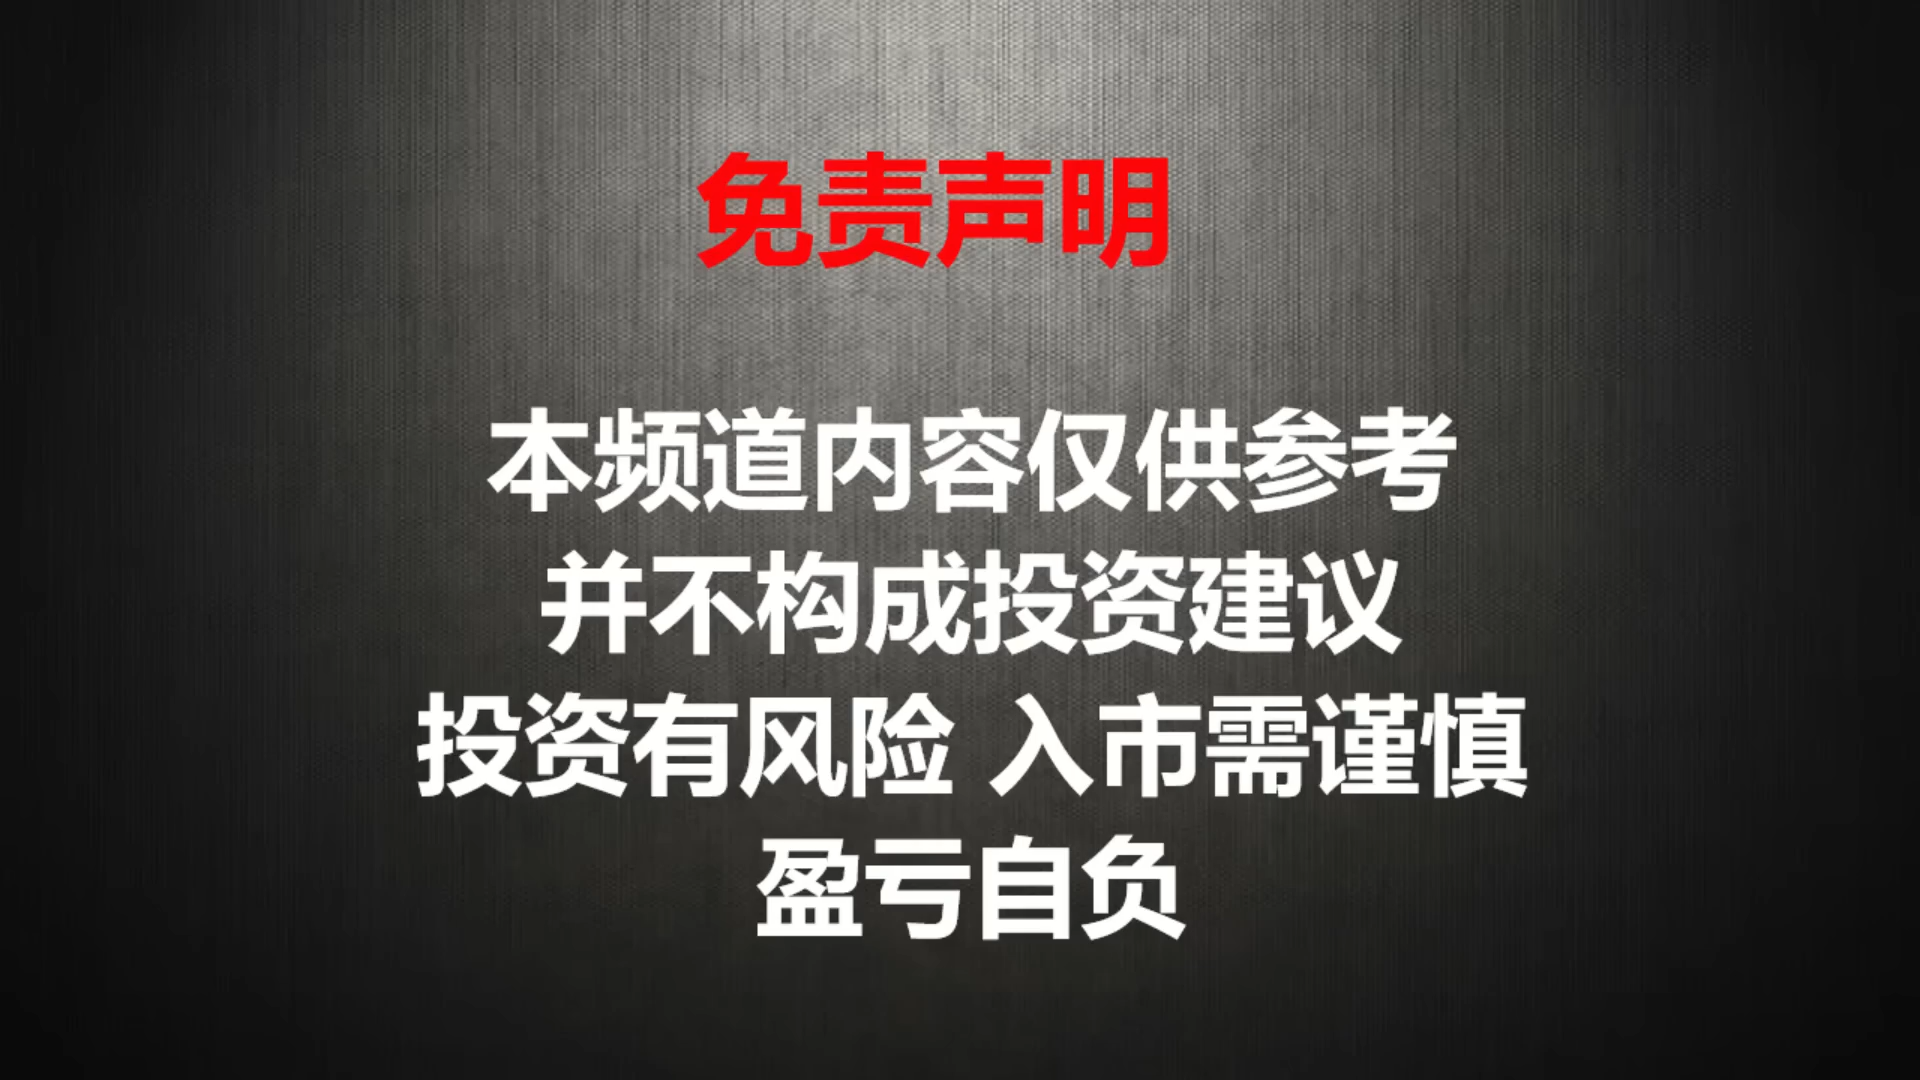 免责声明
本频道内容仅供参考
并不构成投资建议
投资有风险 入市需谨慎
盈亏自负